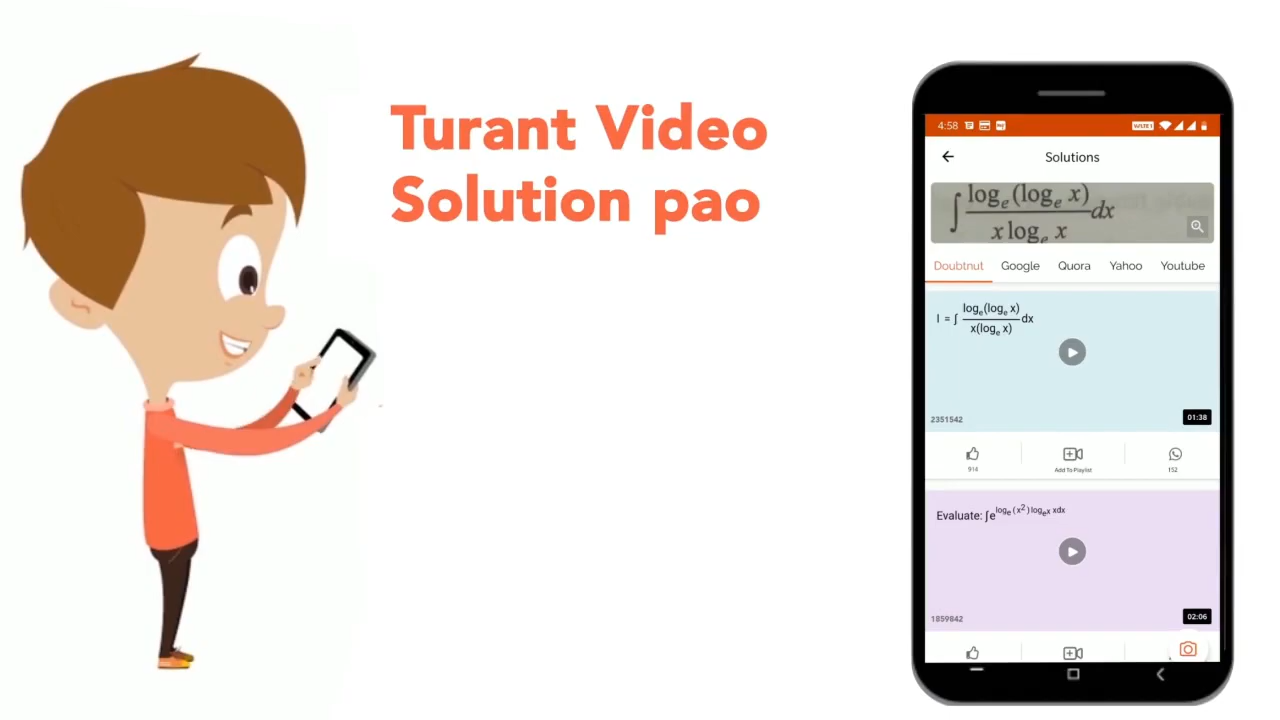 Turant Video
Solution pao
4:58
Solutions
∫ logₑ(logₑ x) / x logₑ x dx
Doubtnut Google Quora Yahoo Youtube
I = ∫ logₑ(logₑ x) / x(logₑ x) dx
2351542 01:38
914 Add To Playlist 152
Evaluate: ∫e^logₑ(x²)logₑx xdx
1859842 02:06